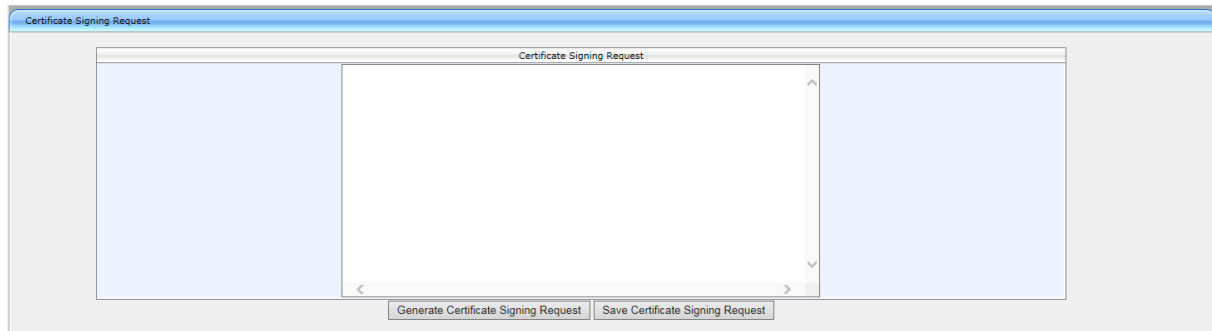 Certificate Signing Request
Certificate Signing Request
Generate Certificate Signing Request Save Certificate Signing Request